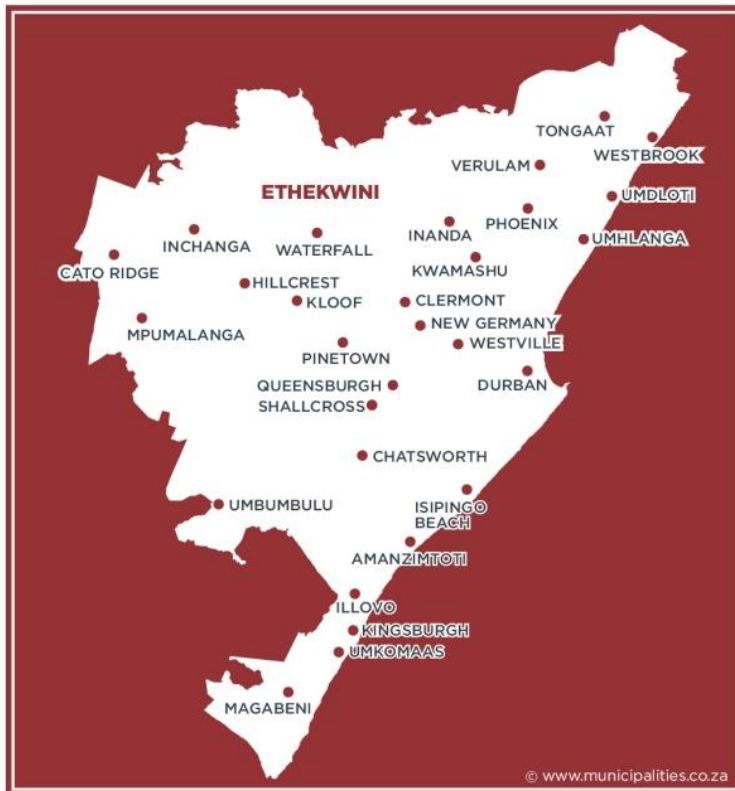 TONGAAT
WESTBROOK
VERULAM
ETHEKWINI
UMDLOTI
PHOENIX
INCHANGA
WATERFALL
INANDA
UMHLANGA
CATO RIDGE
KWAMASHU
HILLCREST
KLOOF
CLERMONT
MPUMALANGA
NEW GERMANY
PINETOWN
WESTVILLE
QUEENSBURGH
DURBAN
SHALLCROSS
CHATSWORTH
UMBUMBULU
ISIPINGO
BEACH
AMANZIMTOTI
ILLOVO
KINGSBURGH
UMKOMAAS
MAGABENI
© www.municipalities.co.za